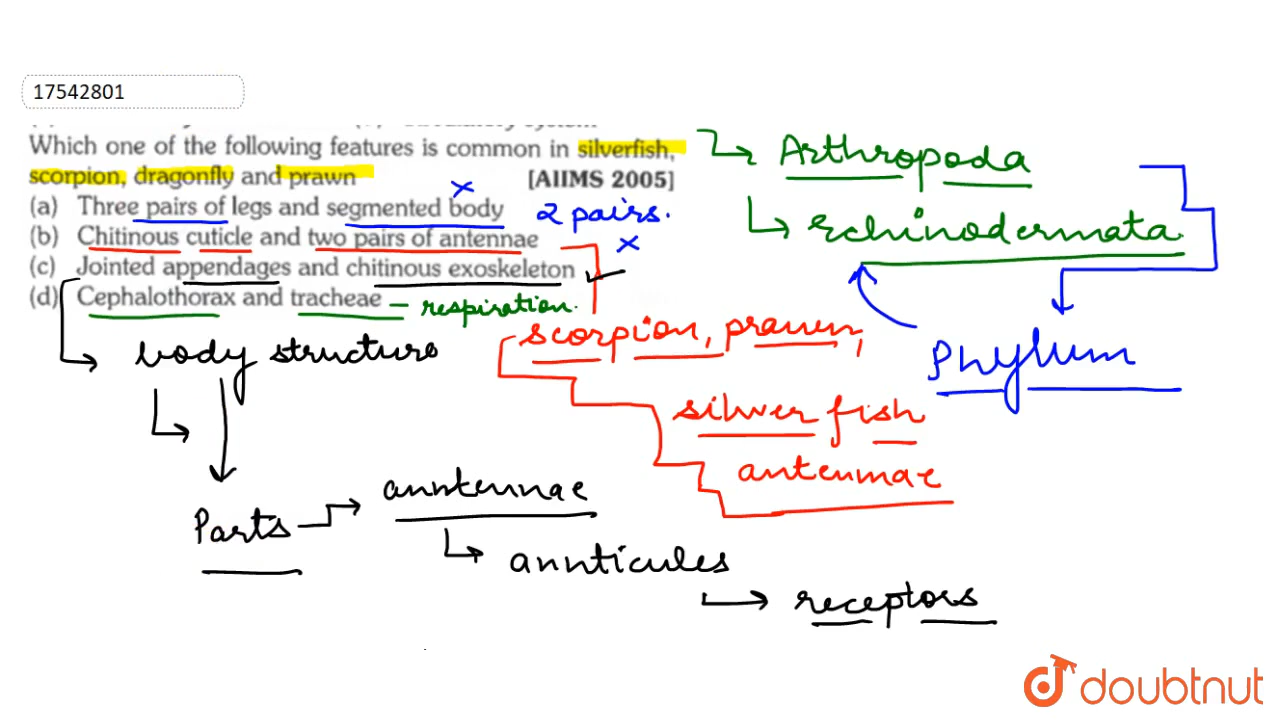 17542801
Which one of the following features is common in silverfish,
scorpion, dragonfly and prawn [AIIMS 2005]
(a) Three pairs of legs and segmented body
2 pairs.
(b) Chitinous cuticle and two pairs of antennae
(c) Jointed appendages and chitinous exoskeleton
(d) Cephalothorax and tracheae – respiration.
Arthropoda
Echinodermata
Phylum
scorpion, prawn,
silver fish
antennae
body structure
Parts
anntennae
annticules
receptors
doubtnut